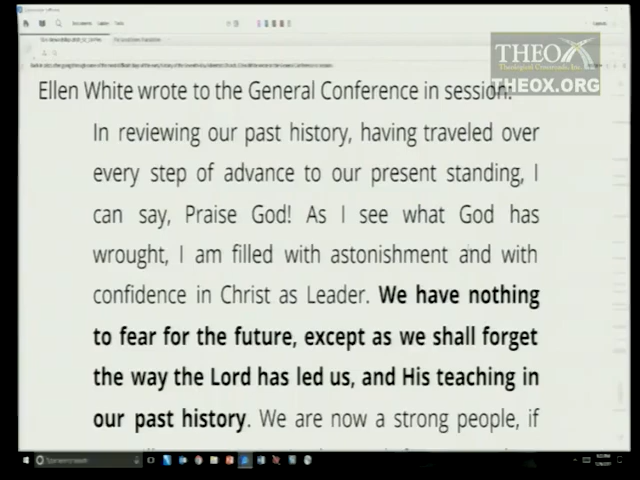 THEOX
THEOX.ORG
Ellen White wrote to the General Conference in session:
In reviewing our past history, having traveled over
every step of advance to our present standing, I
can say, Praise God! As I see what God has
wrought, I am filled with astonishment and with
confidence in Christ as Leader. We have nothing
to fear for the future, except as we shall forget
the way the Lord has led us, and His teaching in
our past history. We are now a strong people, if